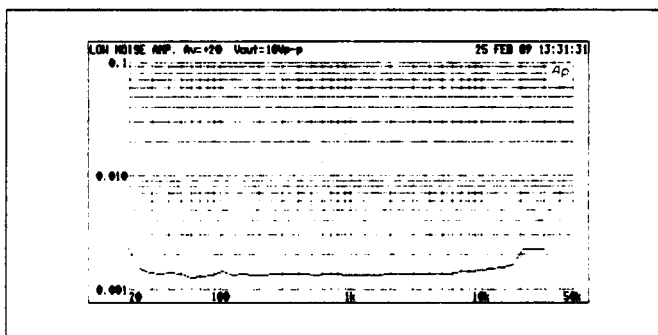 LOW NOISE AMP. Av=+20 Vout=10Vp-p 25 FEB 89 13:31:31
0.1
Ap
0.010
0.001
20 100 1k 10k 50k